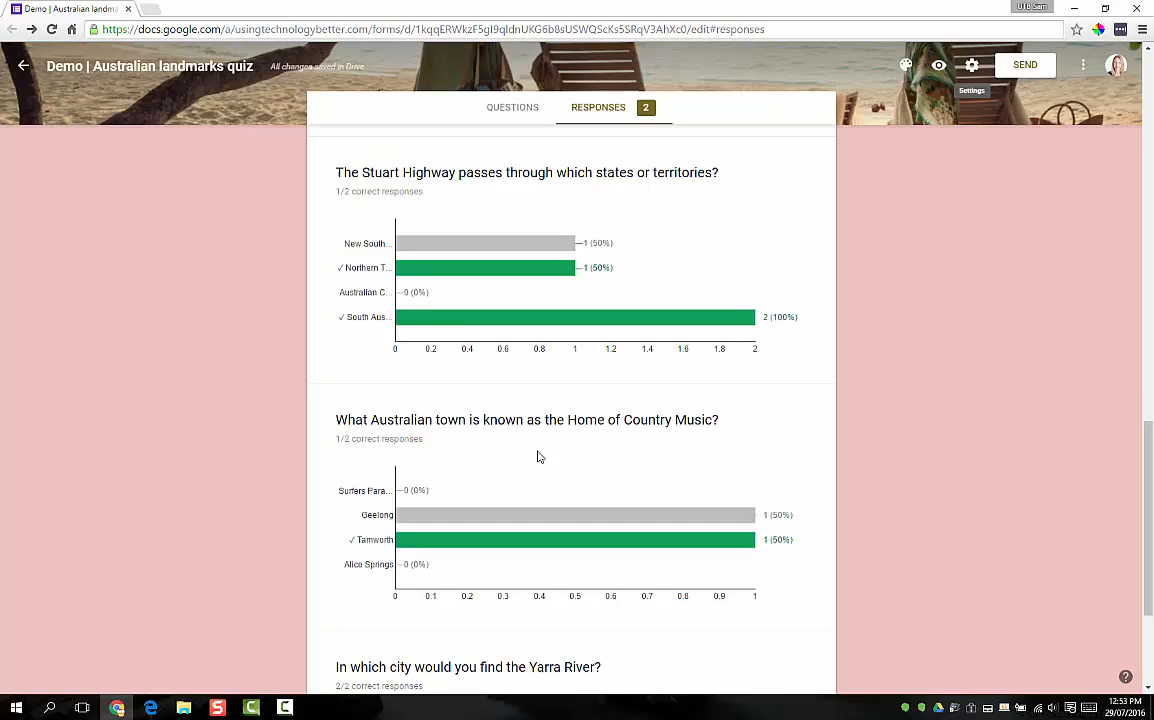 Demo | Australian landma
UTB Sam
https://docs.google.com/a/usingtechnologybetter.com/forms/d/1kqqERWkzF5gI9qldnUKG6b8sUSWQScKs5SRqV3AhXc0/edit#responses
Demo | Australian landmarks quiz
All changes saved in Drive
SEND
Settings
QUESTIONS
RESPONSES
2
The Stuart Highway passes through which states or territories?
1/2 correct responses
New South...
1 (50%)
✓ Northern T...
1 (50%)
Australian C...
0 (0%)
✓ South Aus...
2 (100%)
0 0.2 0.4 0.6 0.8 1 1.2 1.4 1.6 1.8 2
What Australian town is known as the Home of Country Music?
1/2 correct responses
Surfers Para...
0 (0%)
Geelong
1 (50%)
✓ Tamworth
1 (50%)
Alice Springs
0 (0%)
0 0.1 0.2 0.3 0.4 0.5 0.6 0.7 0.8 0.9 1
In which city would you find the Yarra River?
2/2 correct responses
12:53 PM
29/07/2016